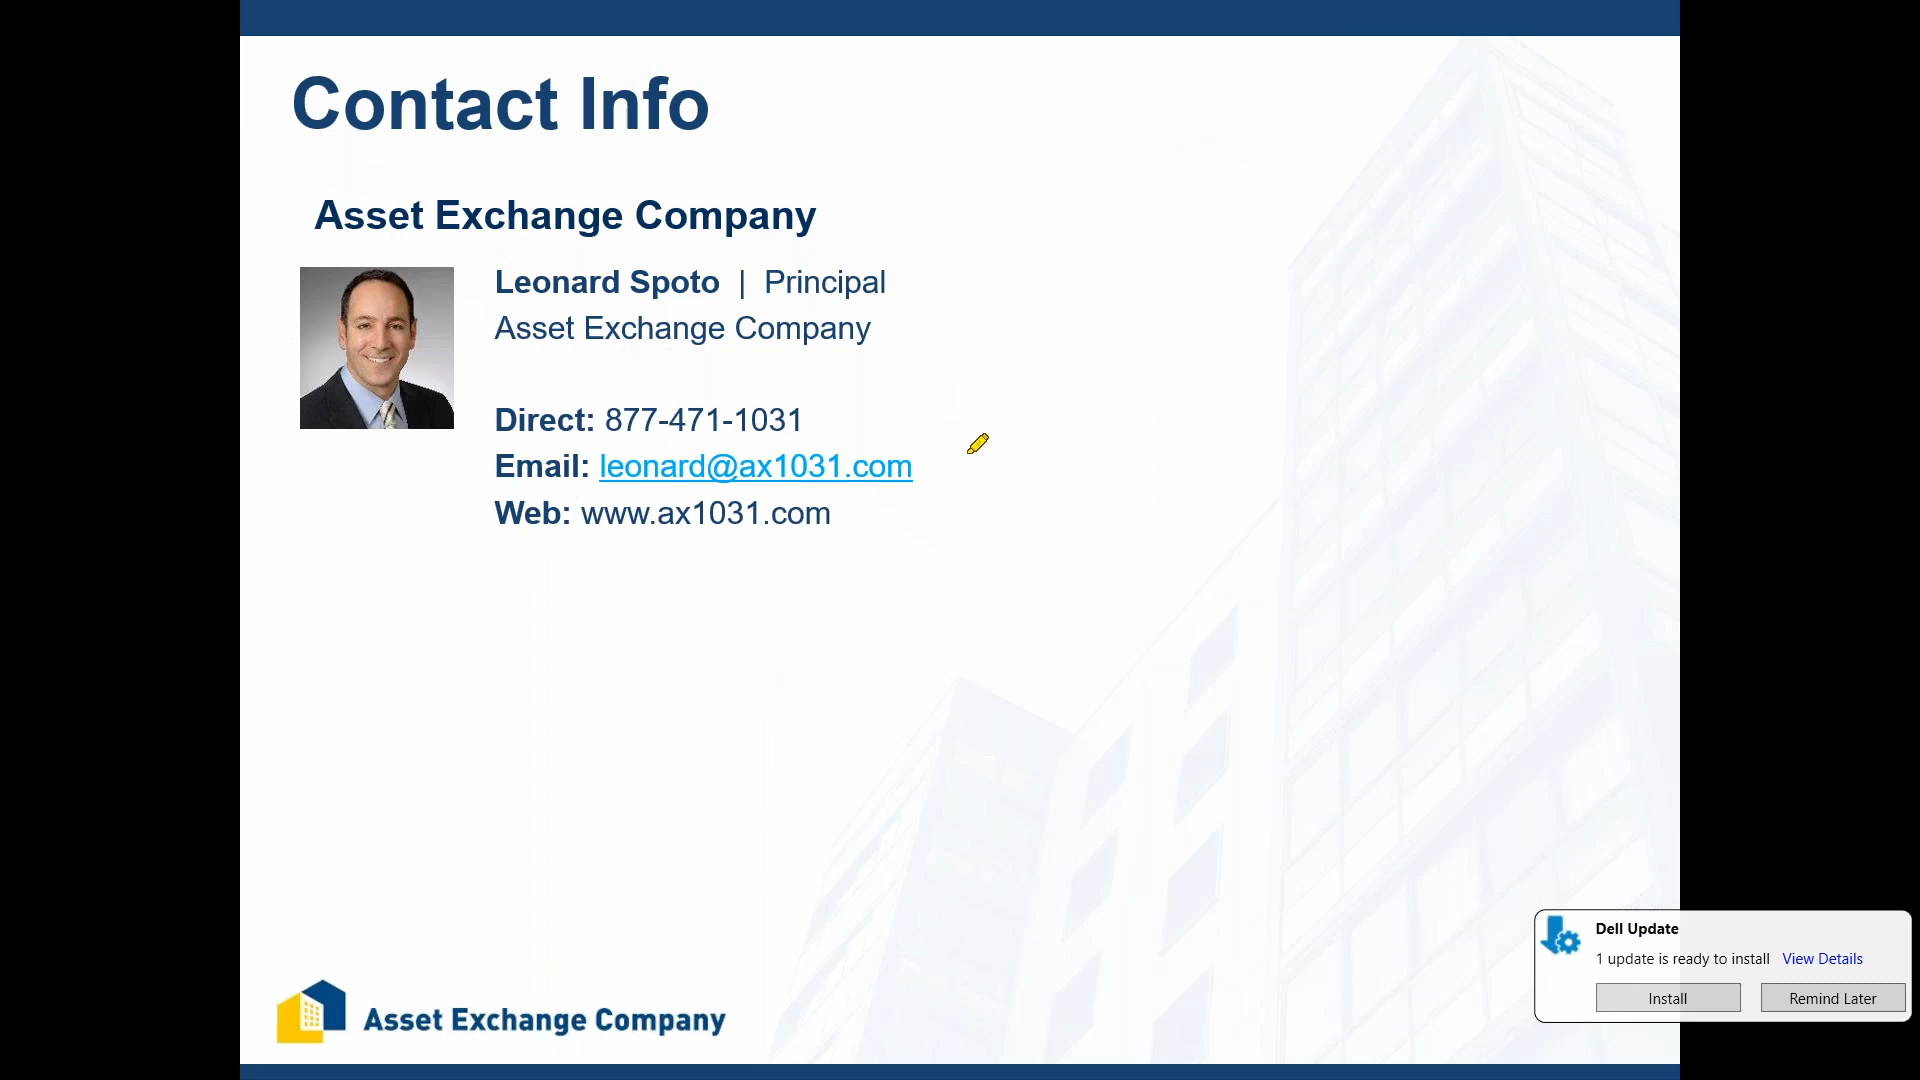 Contact Info
Asset Exchange Company
Leonard Spoto | Principal
Asset Exchange Company
Direct: 877-471-1031
Email: leonard@ax1031.com
Web: www.ax1031.com
Asset Exchange Company
Dell Update
1 update is ready to install View Details
Install Remind Later